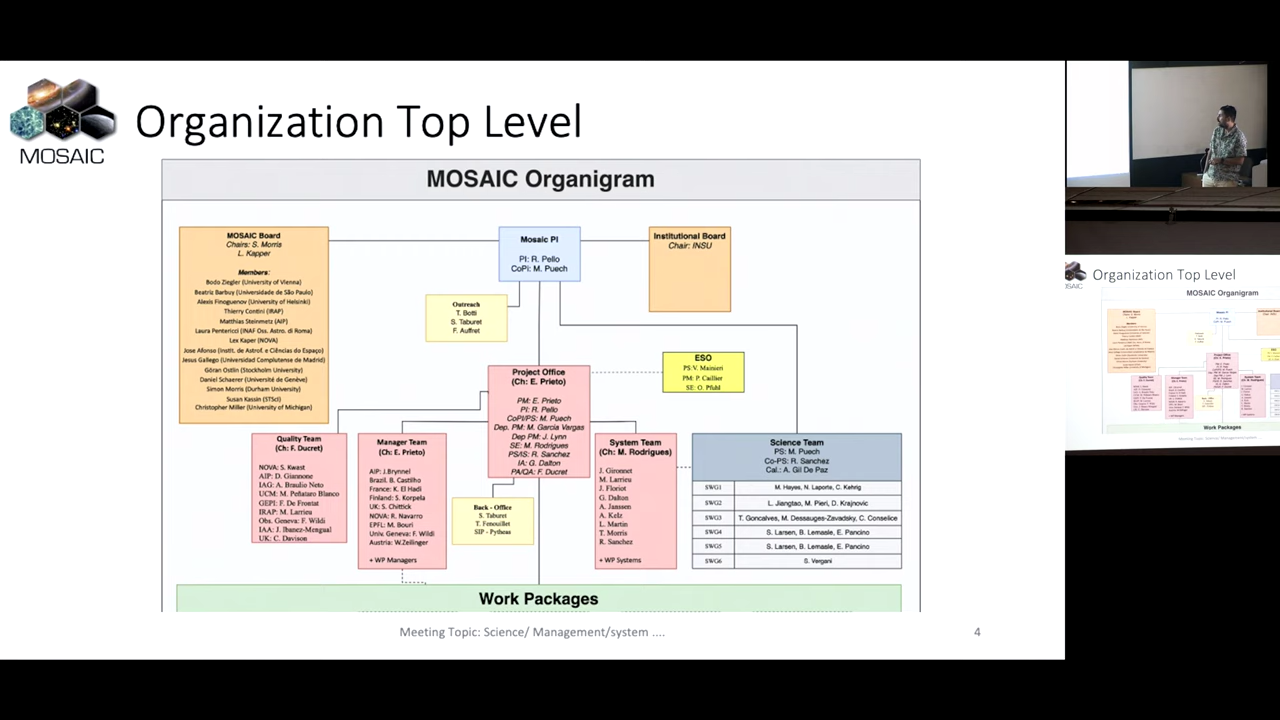 MOSAIC
Organization Top Level
MOSAIC Organigram
MOSAIC Board
Chairs: S. Morris
L. Kapper
Members:
Bodo Ziegler (University of Vienna)
Beatriz Barbuy (Universidade de São Paulo)
Alexis Finoguenov (University of Helsinki)
Thierry Contini (IRAP)
Matthias Steinmetz (AIP)
Laura Pentericci (INAF Oss. Astro. di Roma)
Lex Kaper (NOVA)
Jose Afonso (Instit. de Astrof. e Ciências do Espaço)
Jesus Gallego (Universidad Complutense de Madrid)
Göran Ostlin (Stockholm University)
Daniel Schaerer (Université de Genève)
Simon Morris (Durham University)
Susan Kassin (STScI)
Christopher Miller (University of Michigan)
Mosaic PI
PI: R. Pello
CoPI: M. Puech
Institutional Board
Chair: INSU
Outreach
T. Botti
S. Taburet
F. Auffret
ESO
PS:V. Mainieri
PM: P. Caillier
SE: O. Pfuhl
Project Office
(Ch: E. Prieto)
PM: E. Prieto
PI: R. Pello
CoPI/PS: M. Puech
Dep. PM: M. Garcia Vargas
Dep PM: J. Lynn
SE: M. Rodrigues
PS/IS: R. Sanchez
IA: G. Dalton
PA/QA: F. Ducret
Quality Team
(Ch: F. Ducret)
NOVA: S. Kwast
AIP: D. Giannone
IAG: A. Braulio Neto
UCM: M. Peñataro Blanco
GEPI: F. De Frontat
IRAP: M. Larrieu
Obs. Geneva: F. Wildi
IAA: J. Ibanez-Mengual
UK: C. Davison
Manager Team
(Ch: E. Prieto)
AIP: J.Brynnel
Brazil. B. Castilho
France: K. El Hadi
Finland: S. Korpela
UK: S. Chittick
NOVA: R. Navarro
EPFL: M. Bouri
Univ. Geneva: F. Wildi
Austria: W.Zeilinger
+ WP Managers
Back - Office
S. Taburet
T. Fenouillet
SIP - Pytheas
System Team
(Ch: M. Rodrigues)
J. Gironnet
M. Larrieu
J. Floriot
G. Dalton
A. Janssen
A. Kelz
L. Martin
T. Morris
R. Sanchez
+ WP Systems
Science Team
PS: M. Puech
Co-PS: R. Sanchez
Cal.: A. Gil De Paz
SWG1 M. Hayes, N. Laporte, C. Kehrig
SWG2 L. Jiangtao, M. Pieri, D. Krajnovic
SWG3 T. Goncalves, M. Dessauges-Zavadsky, C. Conselice
SWG4 S. Larsen, B. Lemasle, E. Pancino
SWG5 S. Larsen, B. Lemasle, E. Pancino
SWG6 S. Vergani
Work Packages
Meeting Topic: Science/ Management/system ....
4
Organization Top Level
MOSAIC Organigram
Work Packages